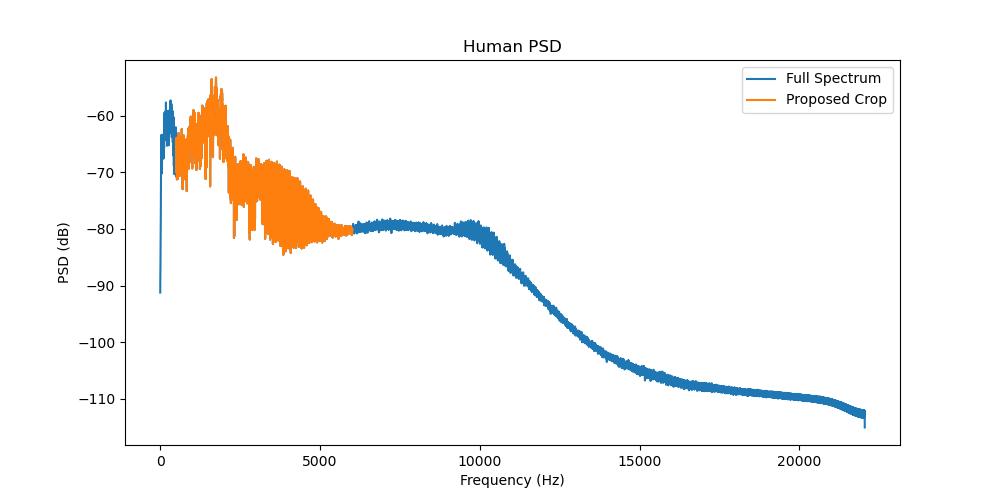 Human PSD
Full Spectrum
Proposed Crop
PSD (dB)
−60
−70
−80
−90
−100
−110
0
5000
10000
15000
20000
Frequency (Hz)